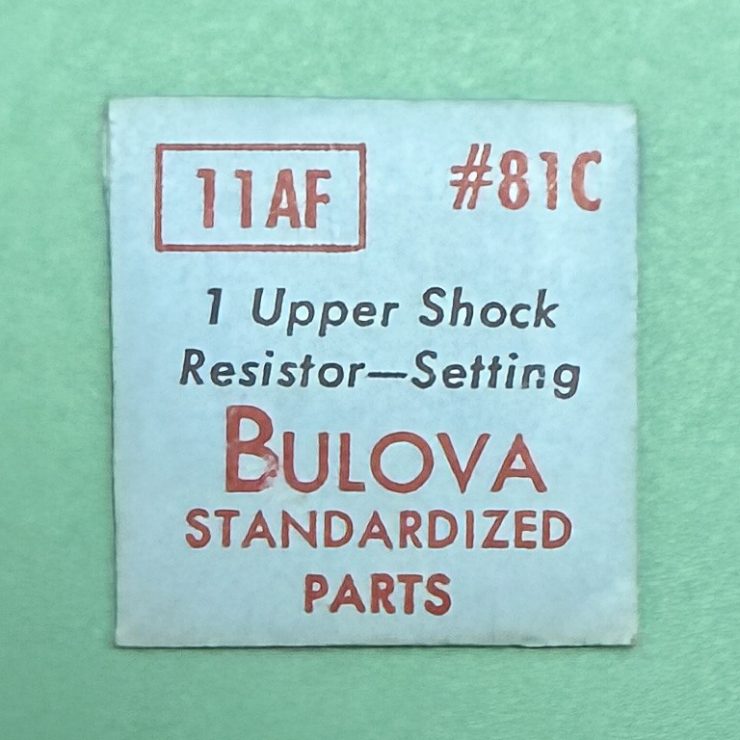 11AF #81C
1 Upper Shock
Resistor—Setting
BULOVA
STANDARDIZED
PARTS